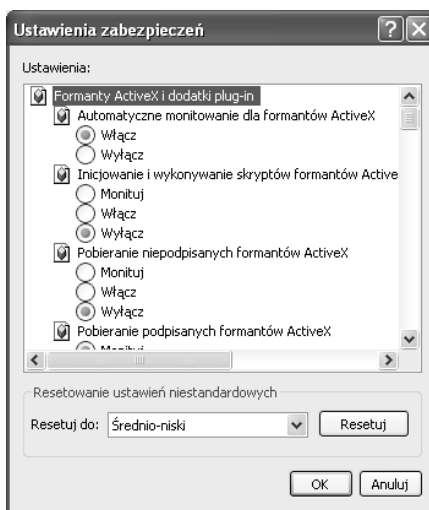 Ustawienia zabezpieczeń
Ustawienia:
Formanty ActiveX i dodatki plug-in
Automatyczne monitowanie dla formantów ActiveX
Włącz
Wyłącz
Inicjowanie i wykonywanie skryptów formantów Active
Monituj
Włącz
Wyłącz
Pobieranie niepodpisanych formantów ActiveX
Monituj
Włącz
Wyłącz
Pobieranie podpisanych formantów ActiveX
Monituj
Resetowanie ustawień niestandardowych
Resetuj do: Średnio-niski Resetuj
OK Anuluj